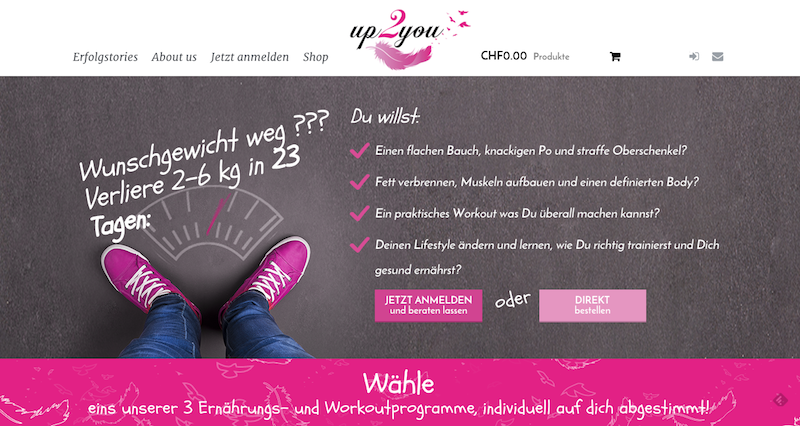 up2you
Erfolgstories About us Jetzt anmelden Shop CHF0.00 Produkte
Wunschgewicht weg ???
Verliere 2-6 kg in 23
Tagen:
Du willst:
Einen flachen Bauch, knackigen Po und straffe Oberschenkel?
Fett verbrennen, Muskeln aufbauen und einen definierten Body?
Ein praktisches Workout was Du überall machen kannst?
Deinen Lifestyle ändern und lernen, wie Du richtig trainierst und Dich
gesund ernährst?
JETZT ANMELDEN
und beraten lassen
oder
DIREKT
bestellen
Wähle
eins unserer 3 Ernährungs- und Workoutprogramme, individuell auf dich abgestimmt!